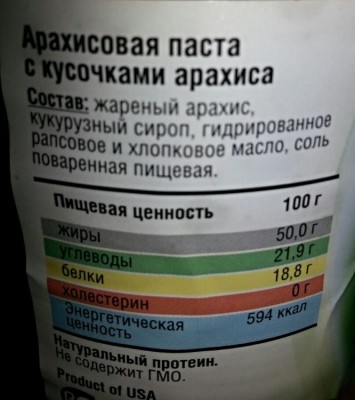 Арахисовая паста
с кусочками арахиса
Состав: жареный арахис,
кукурузный сироп, гидрированное
рапсовое и хлопковое масло, соль
поваренная пищевая.
Пищевая ценность 100 г
жиры 50,0 г
углеводы 21,9 г
белки 18,8 г
холестерин 0 г
Энергетическая
ценность 594 ккал
Натуральный протеин.
Не содержит ГМО.
Product of USA